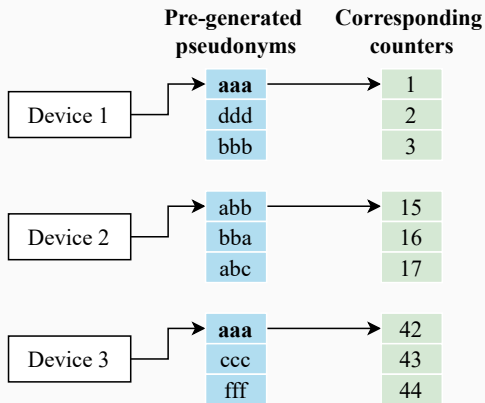 Pre-generated pseudonyms
Corresponding counters
Device 1
aaa 1
ddd 2
bbb 3
Device 2
abb 15
bba 16
abc 17
Device 3
aaa 42
ccc 43
fff 44